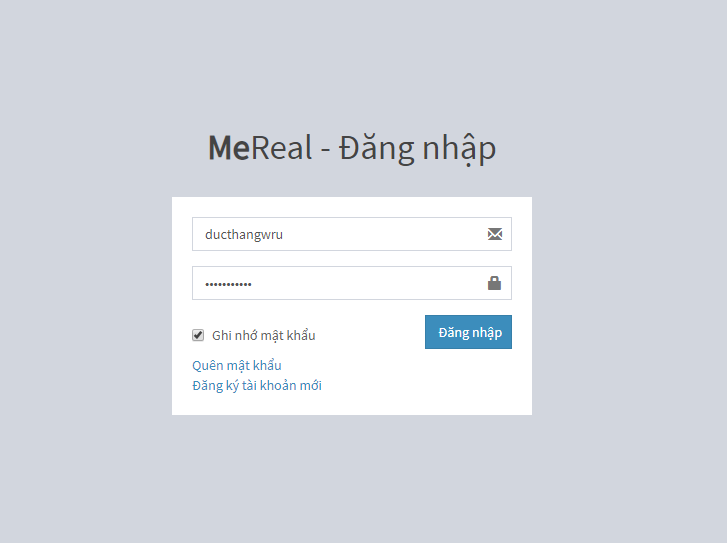 MeReal - Đăng nhập
ducthangwru
•••••••••••
Ghi nhớ mật khẩu
Đăng nhập
Quên mật khẩu
Đăng ký tài khoản mới